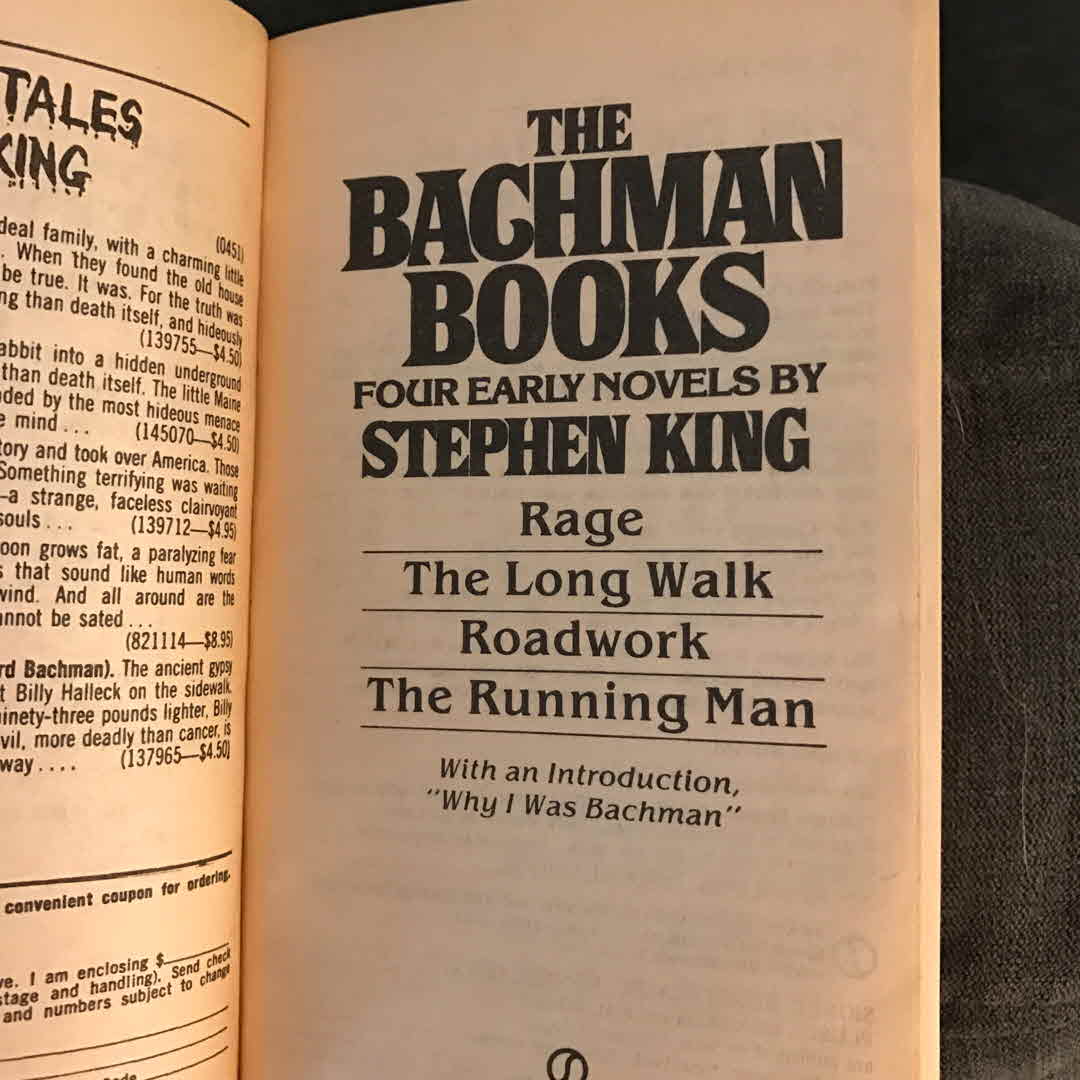 TALES
KING
(0451)
deal family, with a charming little
. When they found the old house
be true. It was. For the truth was
ng than death itself, and hideously
(139755—$4.50)
abbit into a hidden underground
than death itself. The little Maine
nded by the most hideous menace
e mind . . . (145070—$4.50)
tory and took over America. Those
Something terrifying was waiting
—a strange, faceless clairvoyant
souls . . . (139712—$4.95)
oon grows fat, a paralyzing fear
s that sound like human words
wind. And all around are the
annot be sated . . .
(821114—$8.95)
rd Bachman). The ancient gypsy
t Billy Halleck on the sidewalk.
ninety-three pounds lighter, Billy
vil, more deadly than cancer, is
way . . . . (137965—$4.50)
convenient coupon for ordering.
ve. I am enclosing $
stage and handling). Send check
and numbers subject to change
THE
BACHMAN
BOOKS
FOUR EARLY NOVELS BY
STEPHEN KING
Rage
The Long Walk
Roadwork
The Running Man
With an Introduction,
"Why I Was Bachman"